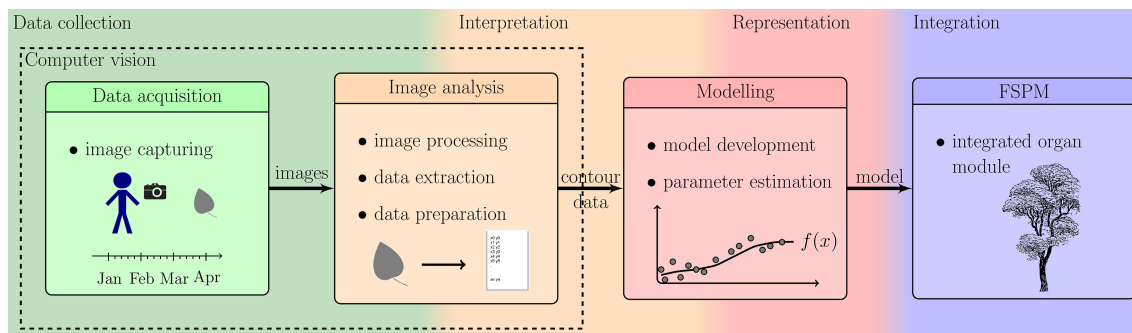 Data collection
Interpretation
Representation
Integration
Computer vision
Data acquisition
• image capturing
Jan Feb Mar Apr
images
Image analysis
• image processing
• data extraction
• data preparation
contour
data
Modelling
• model development
• parameter estimation
f(x)
model
FSPM
• integrated organ
module